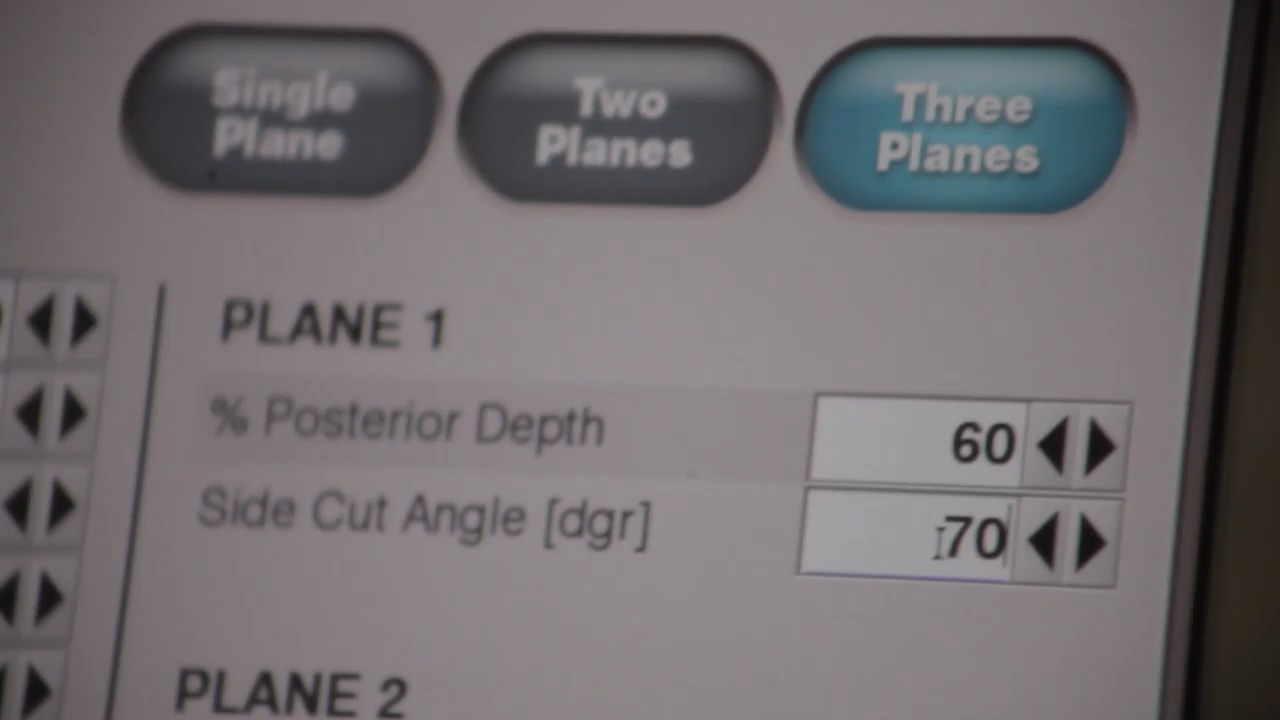 Single
Plane
Two
Planes
Three
Planes
PLANE 1
% Posterior Depth 60
Side Cut Angle [dgr] 70
PLANE 2